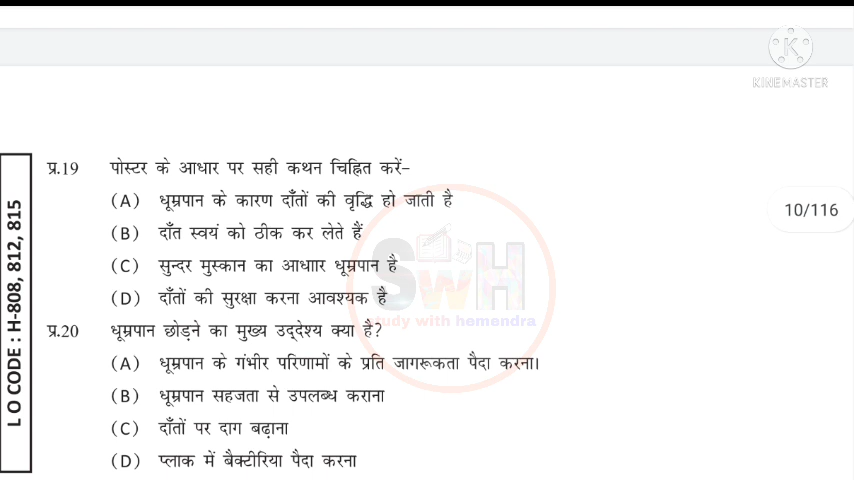 KINEMASTER
10/116
L O CODE : H-808, 812, 815
प्र.19 पोस्टर के आधार पर सही कथन चिह्नित करें-
(A) धूम्रपान के कारण दाँतों की वृद्धि हो जाती है
(B) दाँत स्वयं को ठीक कर लेते हैं
(C) सुन्दर मुस्कान का आधाार धूम्रपान है
(D) दाँतों की सुरक्षा करना आवश्यक है
प्र.20 धूम्रपान छोड़ने का मुख्य उद्देश्य क्या है?
(A) धूम्रपान के गंभीर परिणामों के प्रति जागरूकता पैदा करना।
(B) धूम्रपान सहजता से उपलब्ध कराना
(C) दाँतों पर दाग बढ़ाना
(D) प्लाक में बैक्टीरिया पैदा करना
SwH
study with hemendra